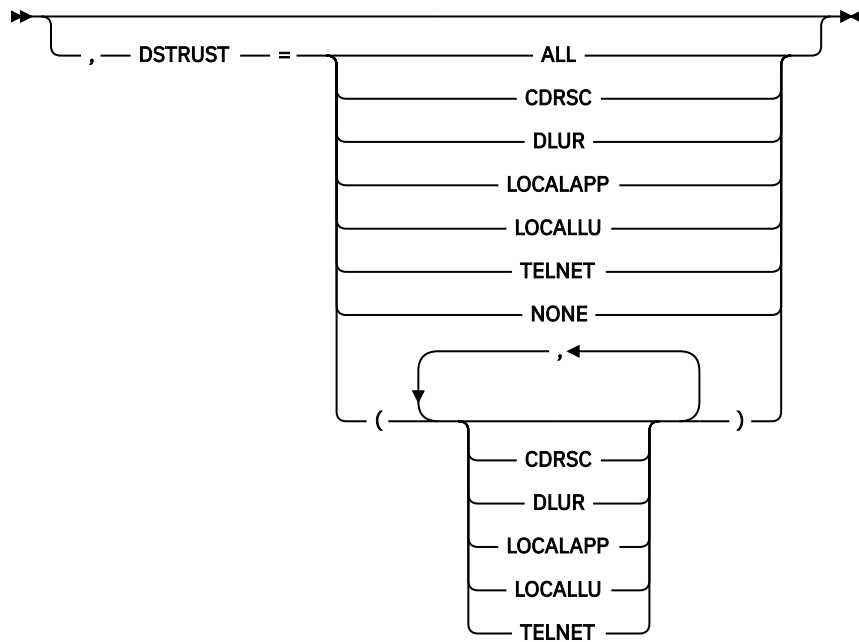 , DSTRUST = ALL
CDRSC
DLUR
LOCALAPP
LOCALLU
TELNET
NONE
,
( )
CDRSC
DLUR
LOCALAPP
LOCALLU
TELNET